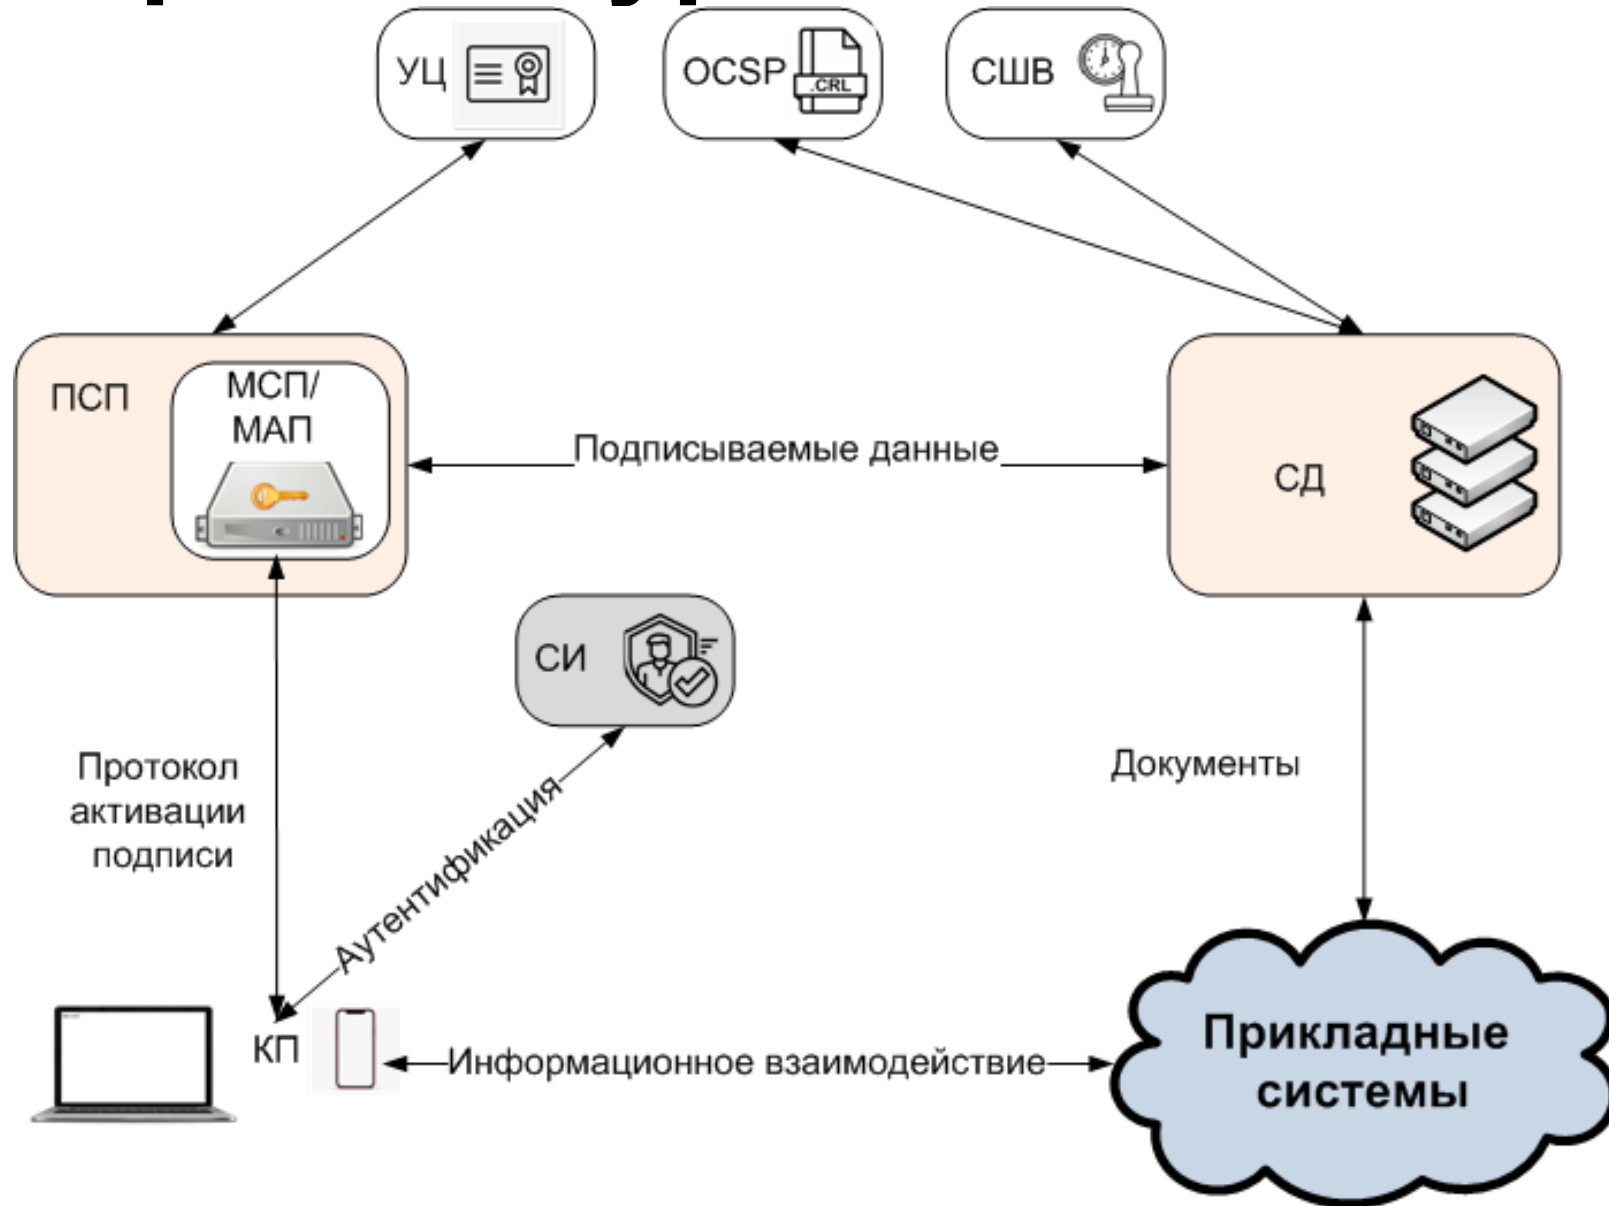 УЦ
OCSP
.CRL
СШВ
ПСП
МСП/
МАП
Подписываемые данные
СД
СИ
Протокол
активации
подписи
Аутентификация
Документы
КП
Информационное взаимодействие
Прикладные
системы